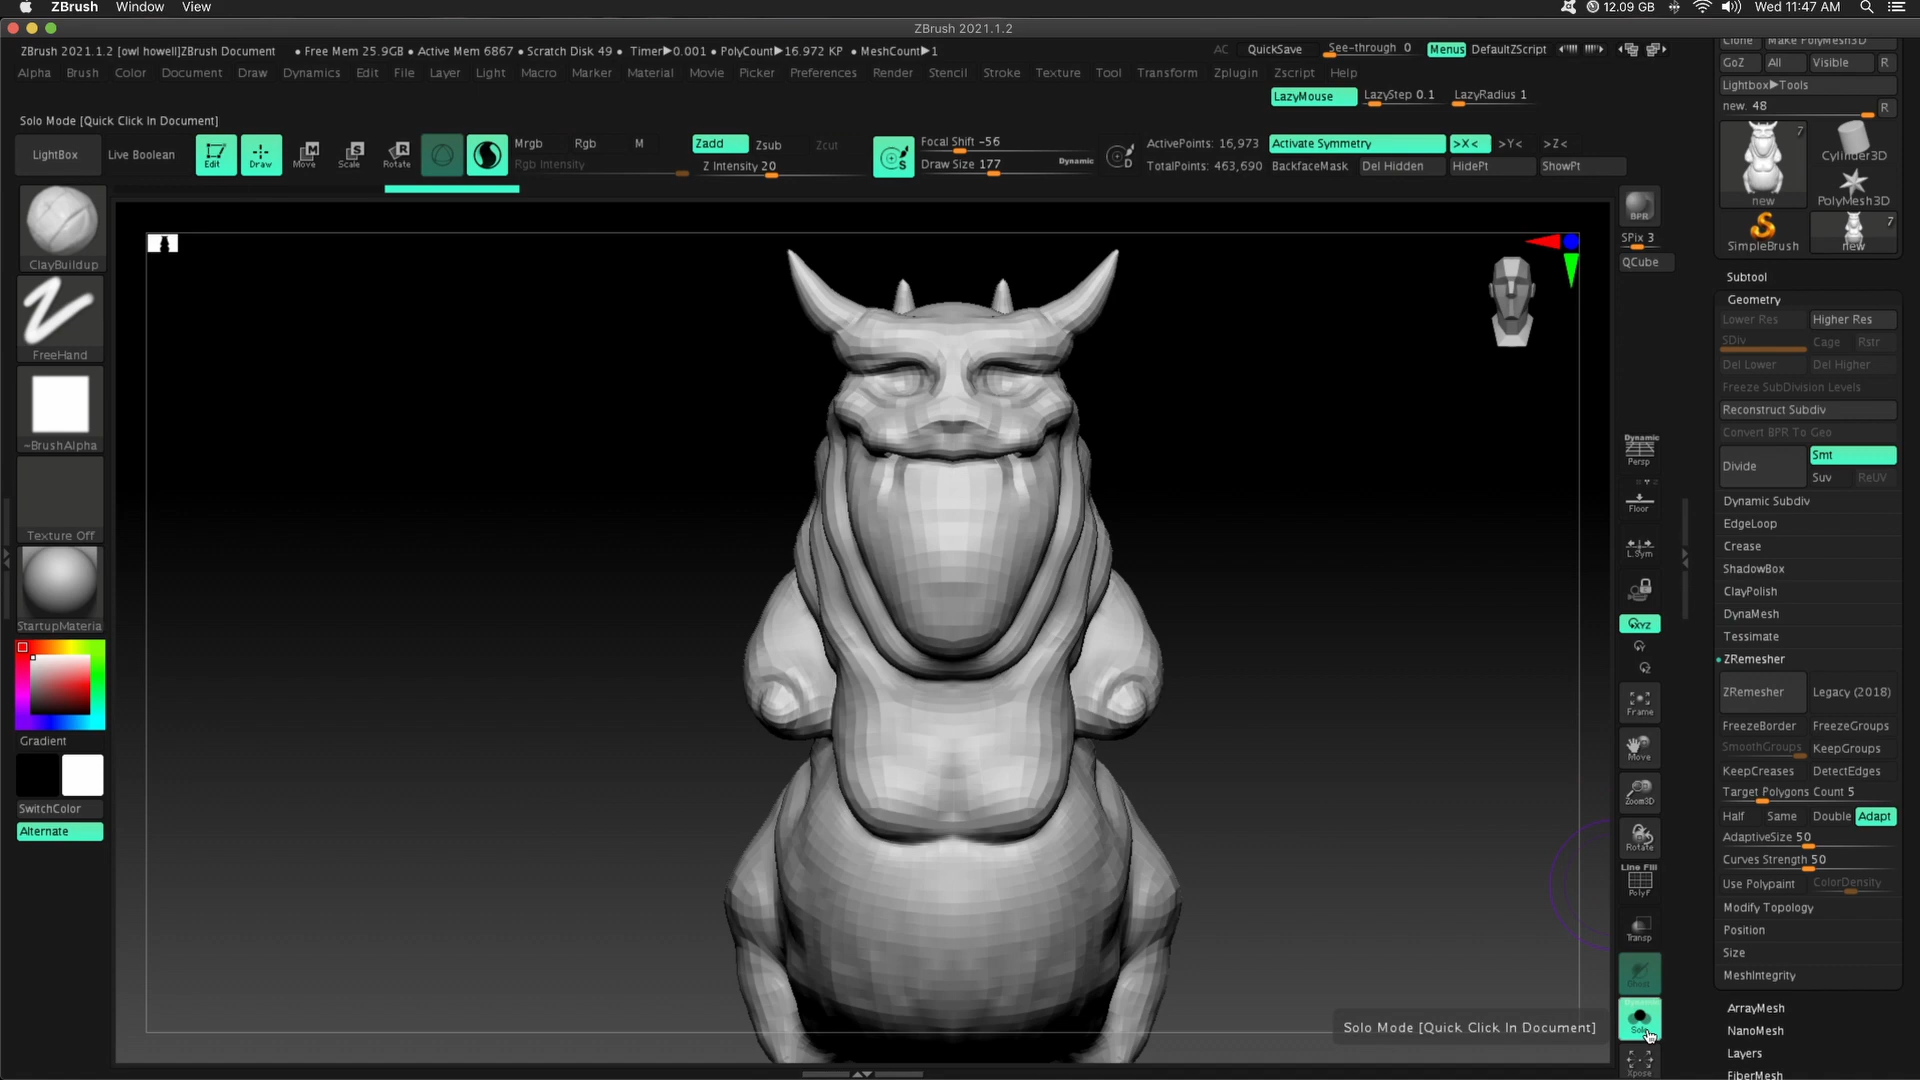 ZBrush Window View 12.09 GB Wed 11:47 AM
ZBrush 2021.1.2
ZBrush 2021.1.2 [owl howell]ZBrush Document • Free Mem 25.9GB • Active Mem 6867 • Scratch Disk 49 • Timer▶0.001 • PolyCount▶16.972 KP • MeshCount▶1 AC QuickSave See-through 0 Menus DefaultZScript
Alpha Brush Color Document Draw Dynamics Edit File Layer Light Macro Marker Material Movie Picker Preferences Render Stencil Stroke Texture Tool Transform Zplugin Zscript Help
LazyMouse LazyStep 0.1 LazyRadius 1
Solo Mode [Quick Click In Document]
LightBox Live Boolean Edit Draw Move Scale Rotate
Mrgb Rgb M Zadd Zsub Zcut Focal Shift -56
Rgb Intensity Z Intensity 20 Draw Size 177 Dynamic
ActivePoints: 16,973 Activate Symmetry >X< >Y< >Z<
TotalPoints: 463,690 BackfaceMask Del Hidden HidePt ShowPt
ClayBuildup
FreeHand
~BrushAlpha
Texture Off
StartupMateria
Gradient
SwitchColor
Alternate
BPR
SPix 3
QCube
Dynamic
Persp
Floor
L.Sym
XYZ
Frame
Move
Zoom3D
Rotate
Line Fill
PolyF
Transp
Ghost
Dynamic
Solo
Xpose
Solo Mode [Quick Click In Document]
Clone Make PolyMesh3D
GoZ All Visible R
Lightbox▶Tools
new. 48 R
7
Cylinder3D
new PolyMesh3D
7
SimpleBrush new
Subtool
Geometry
Lower Res Higher Res
SDiv Cage Rstr
Del Lower Del Higher
Freeze SubDivision Levels
Reconstruct Subdiv
Convert BPR To Geo
Divide Smt
Suv ReUV
Dynamic Subdiv
EdgeLoop
Crease
ShadowBox
ClayPolish
DynaMesh
Tessimate
ZRemesher
ZRemesher Legacy (2018)
FreezeBorder FreezeGroups
SmoothGroups KeepGroups
KeepCreases DetectEdges
Target Polygons Count 5
Half Same Double Adapt
AdaptiveSize 50
Curves Strength 50
Use Polypaint ColorDensity
Modify Topology
Position
Size
MeshIntegrity
ArrayMesh
NanoMesh
Layers
FiberMesh